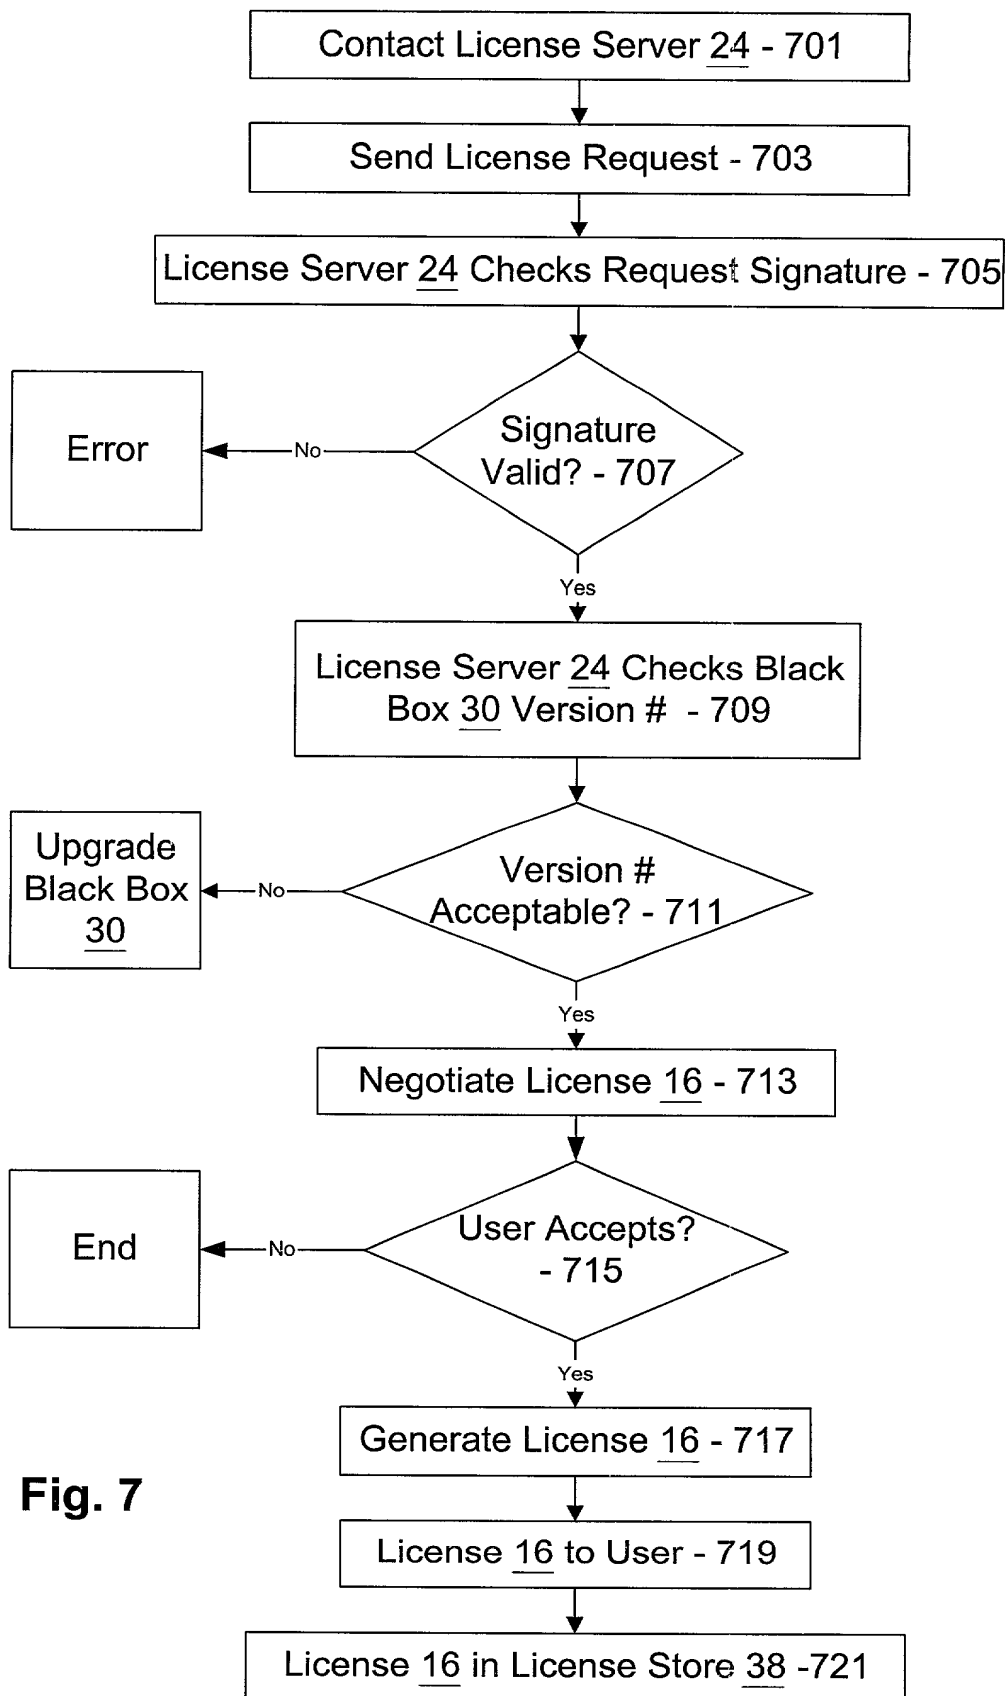 Contact License Server 24 - 701
Send License Request - 703
License Server 24 Checks Request Signature - 705
Signature
Valid? - 707
No
Error
Yes
License Server 24 Checks Black
Box 30 Version # - 709
Version #
Acceptable? - 711
No
Upgrade
Black Box
30
Yes
Negotiate License 16 - 713
User Accepts?
- 715
No
End
Yes
Generate License 16 - 717
Fig. 7
License 16 to User - 719
License 16 in License Store 38 -721